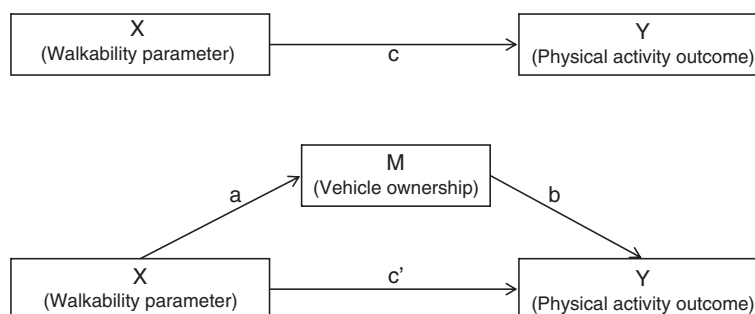 X
(Walkability parameter)
c
Y
(Physical activity outcome)
M
(Vehicle ownership)
a
b
X
(Walkability parameter)
c’
Y
(Physical activity outcome)